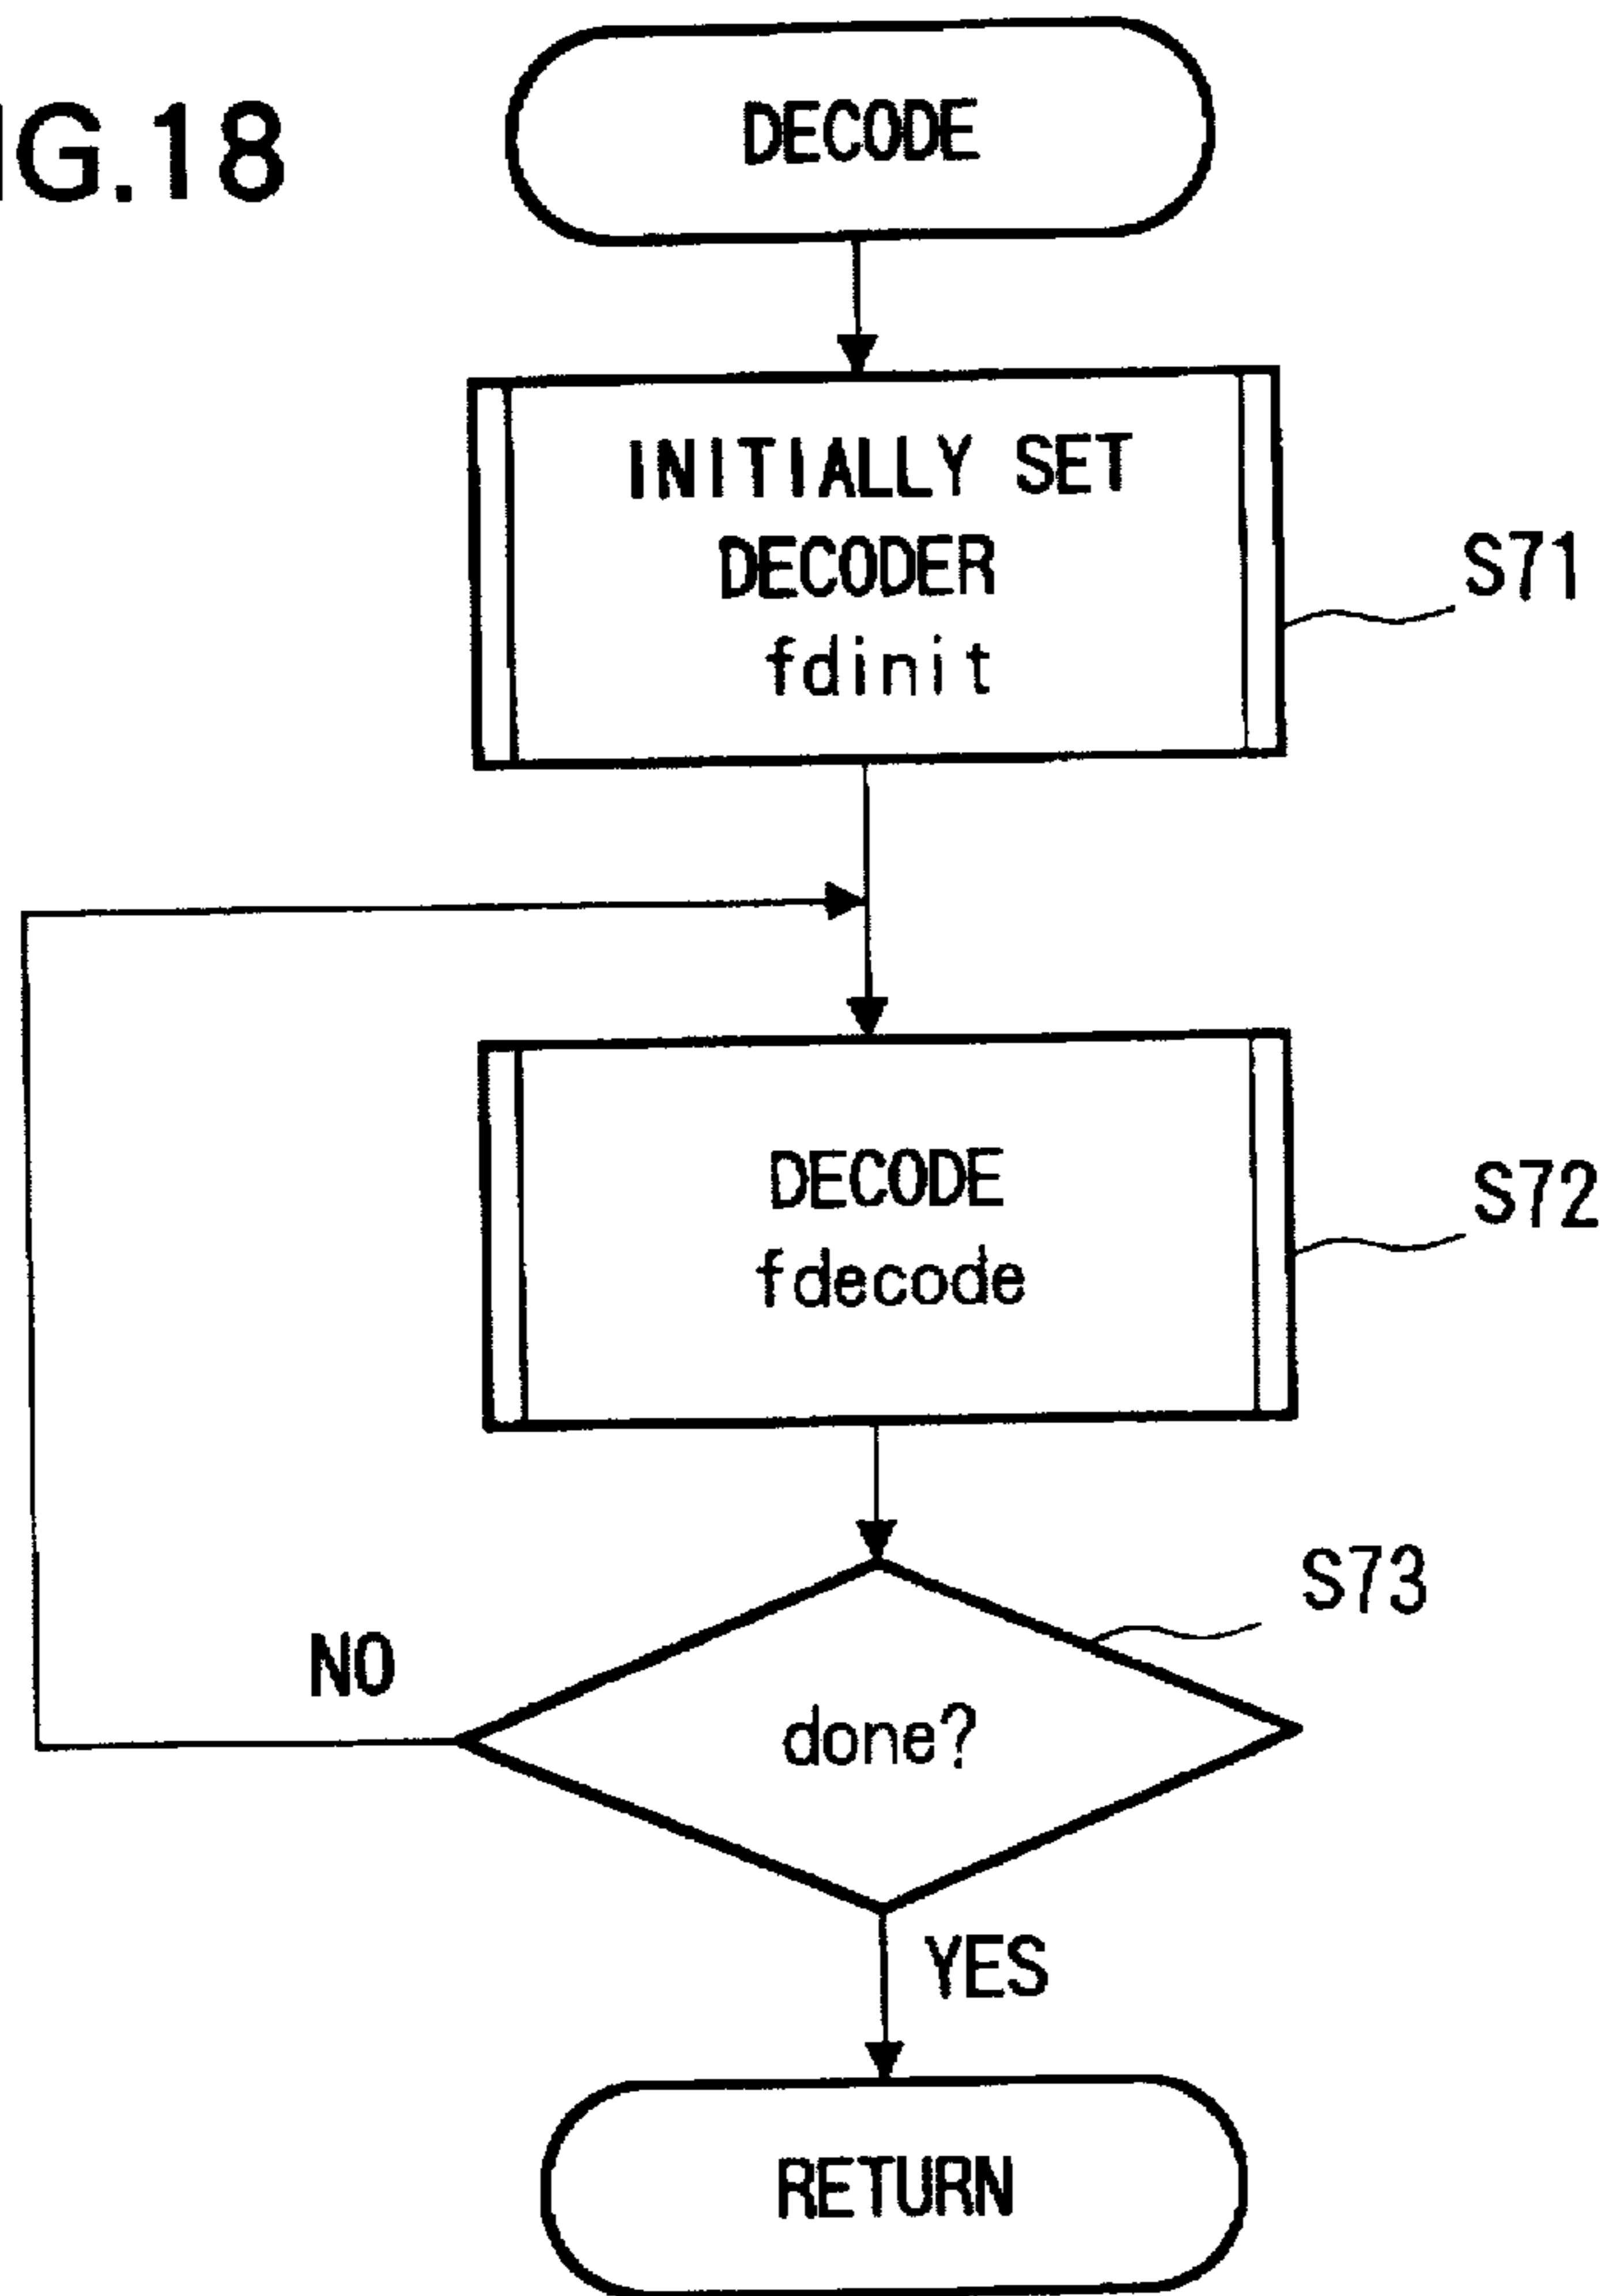 IG.18
DECODE
INITIALLY SET
DECODER
fdinit
S71
DECODE
fdecode
S72
S73
NO
done?
YES
RETURN